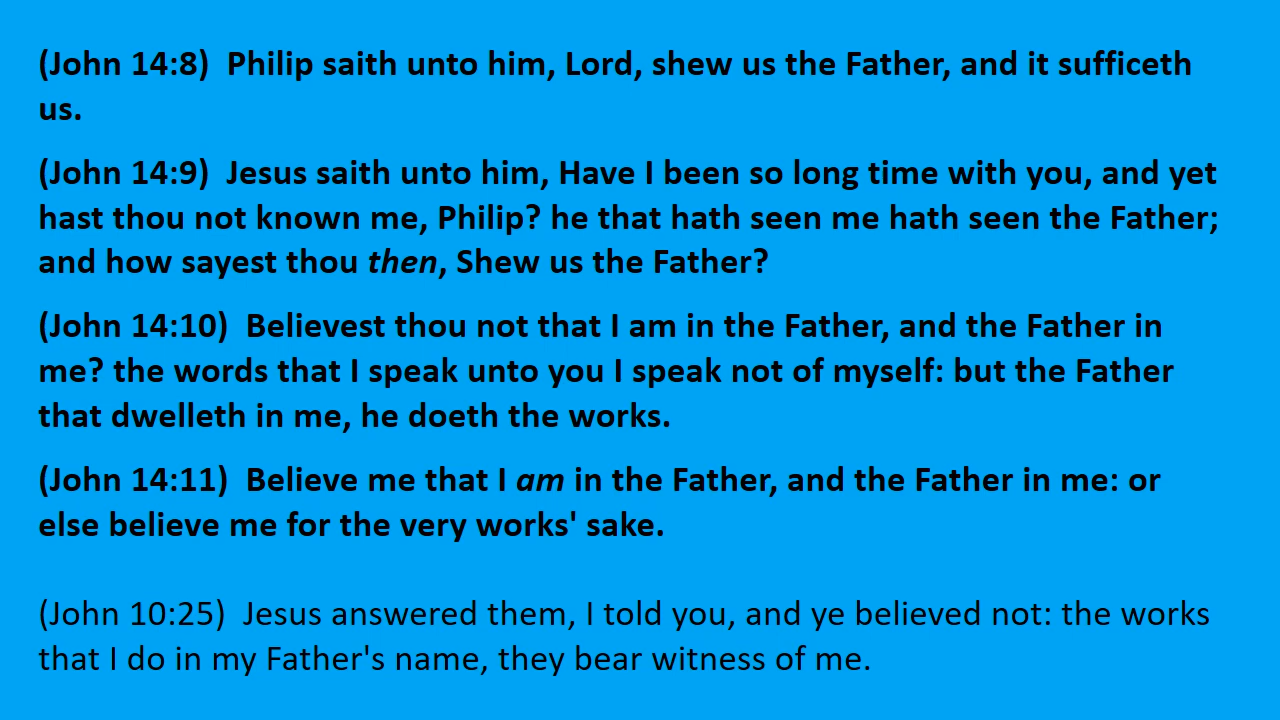 (John 14:8)  Philip saith unto him, Lord, shew us the Father, and it sufficeth
us.
(John 14:9)  Jesus saith unto him, Have I been so long time with you, and yet
hast thou not known me, Philip? he that hath seen me hath seen the Father;
and how sayest thou then, Shew us the Father?
(John 14:10)  Believest thou not that I am in the Father, and the Father in
me? the words that I speak unto you I speak not of myself: but the Father
that dwelleth in me, he doeth the works.
(John 14:11)  Believe me that I am in the Father, and the Father in me: or
else believe me for the very works' sake.
(John 10:25)  Jesus answered them, I told you, and ye believed not: the works
that I do in my Father's name, they bear witness of me.